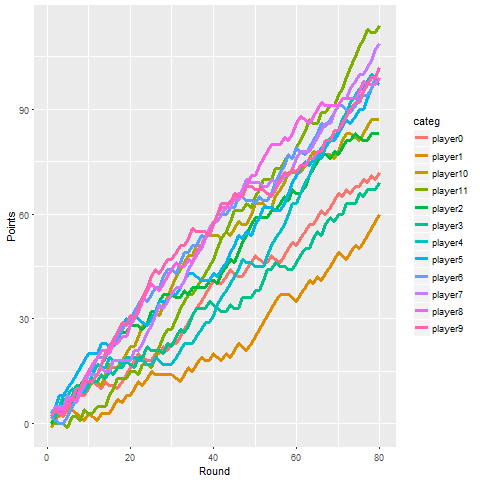 90
60
30
0
Points
0
20
40
60
80
Round
categ
player0
player1
player10
player11
player2
player3
player4
player5
player6
player7
player8
player9